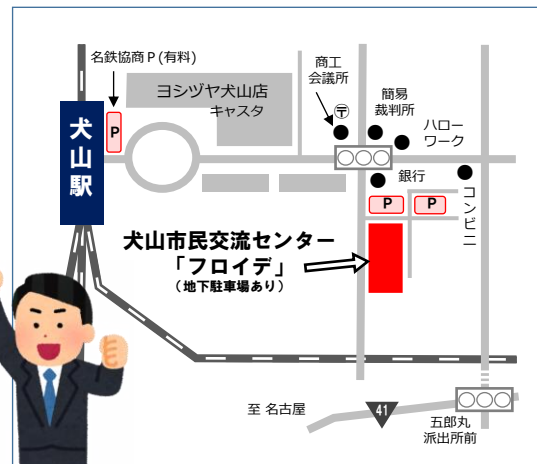 名鉄協商P(有料)
P
犬山駅
ヨシヅヤ犬山店
キャスタ
商工
会議所
〒
簡易
裁判所
ハロー
ワーク
銀行
コンビニ
P
P
犬山市民交流センター
「フロイデ」
(地下駐車場あり)
至 名古屋
41
五郎丸
派出所前